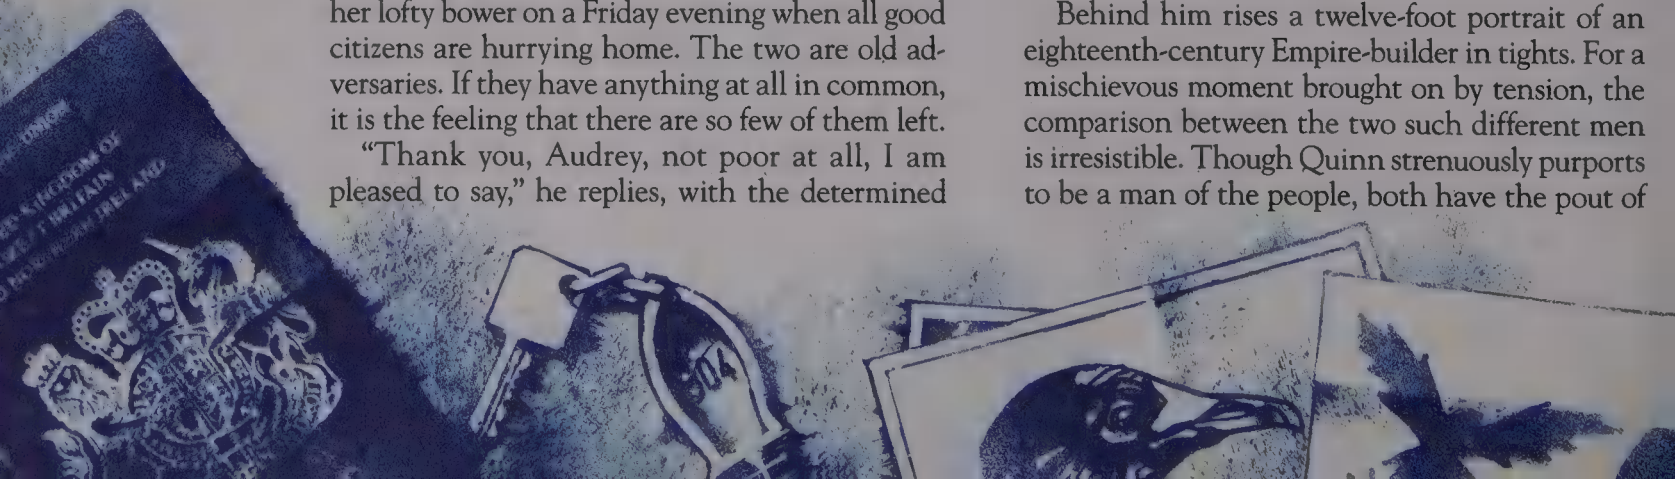 her lofty bower on a Friday evening when all good
citizens are hurrying home. The two are old ad-
versaries. If they have anything at all in common,
it is the feeling that there are so few of them left.
“Thank you, Audrey, not poor at all, I am
pleased to say,” he replies, with the determined
Behind him rises a twelve-foot portrait of an
eighteenth-century Empire-builder in tights. For a
mischievous moment brought on by tension, the
comparison between the two such different men
is irresistible. Though Quinn strenuously purports
to be a man of the people, both have the pout of
KINGDOM OF
BRITAIN
IRELAND
304